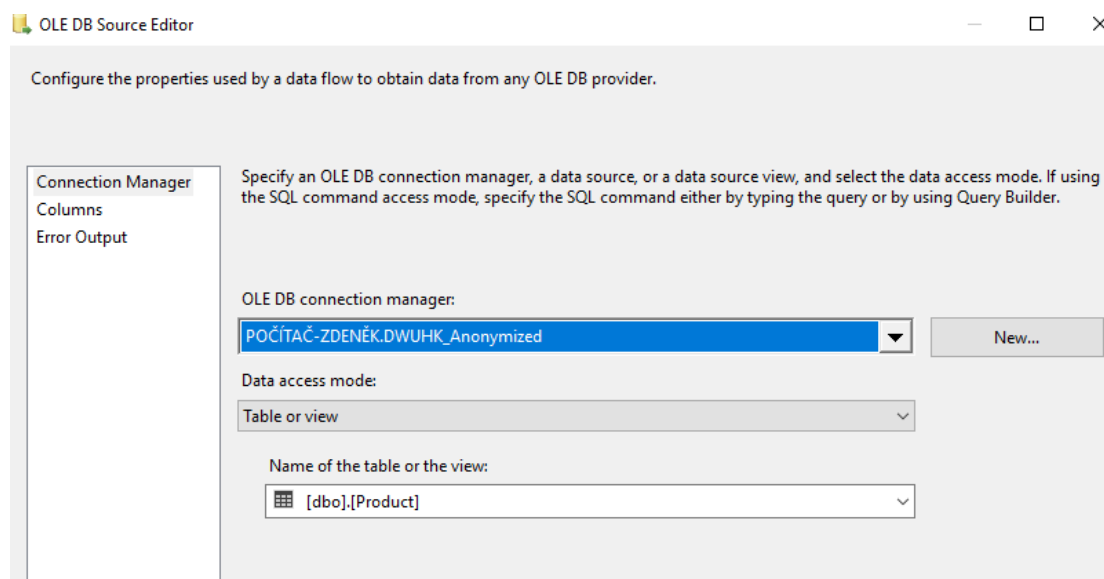 OLE DB Source Editor
Configure the properties used by a data flow to obtain data from any OLE DB provider.
Connection Manager
Columns
Error Output
Specify an OLE DB connection manager, a data source, or a data source view, and select the data access mode. If using
the SQL command access mode, specify the SQL command either by typing the query or by using Query Builder.
OLE DB connection manager:
POČÍTAČ-ZDENĚK.DWUHK_Anonymized
New...
Data access mode:
Table or view
Name of the table or the view:
[dbo].[Product]